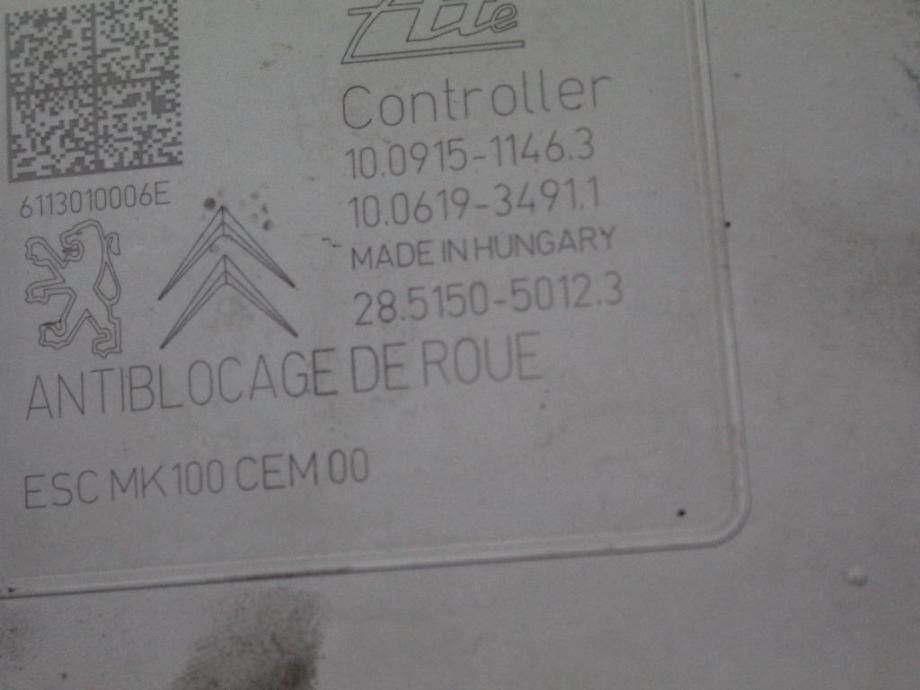 Ate
Controller
10.0915-1146.3
6113010006E
10.0619-3491.1
MADE IN HUNGARY
28.5150-5012.3
ANTIBLOCAGE DE ROUE
ESC MK100 CEM 00